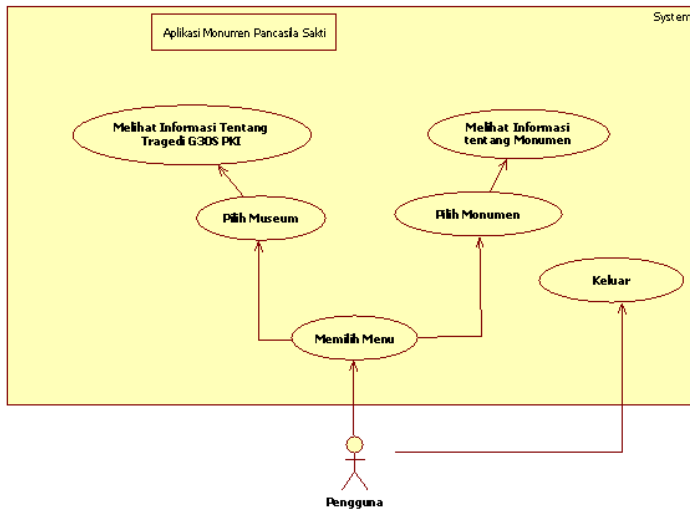 System
Aplikasi Monumen Pancasila Sakti
Melihat Informasi Tentang
Tragedi G30S PKI
Melihat Informasi
tentang Monumen
Pilih Museum
Pilih Monumen
Keluar
Memilih Menu
Pengguna